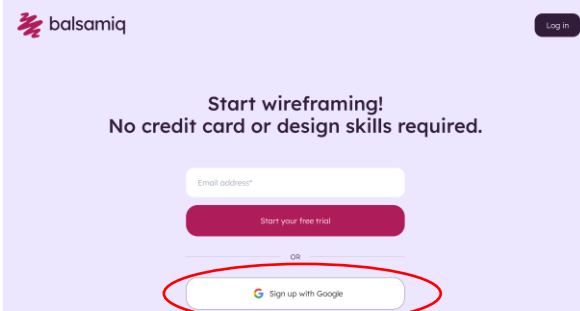 balsamiq
Log in
Start wireframing!
No credit card or design skills required.
Email address*
Start your free trial
OR
Sign up with Google